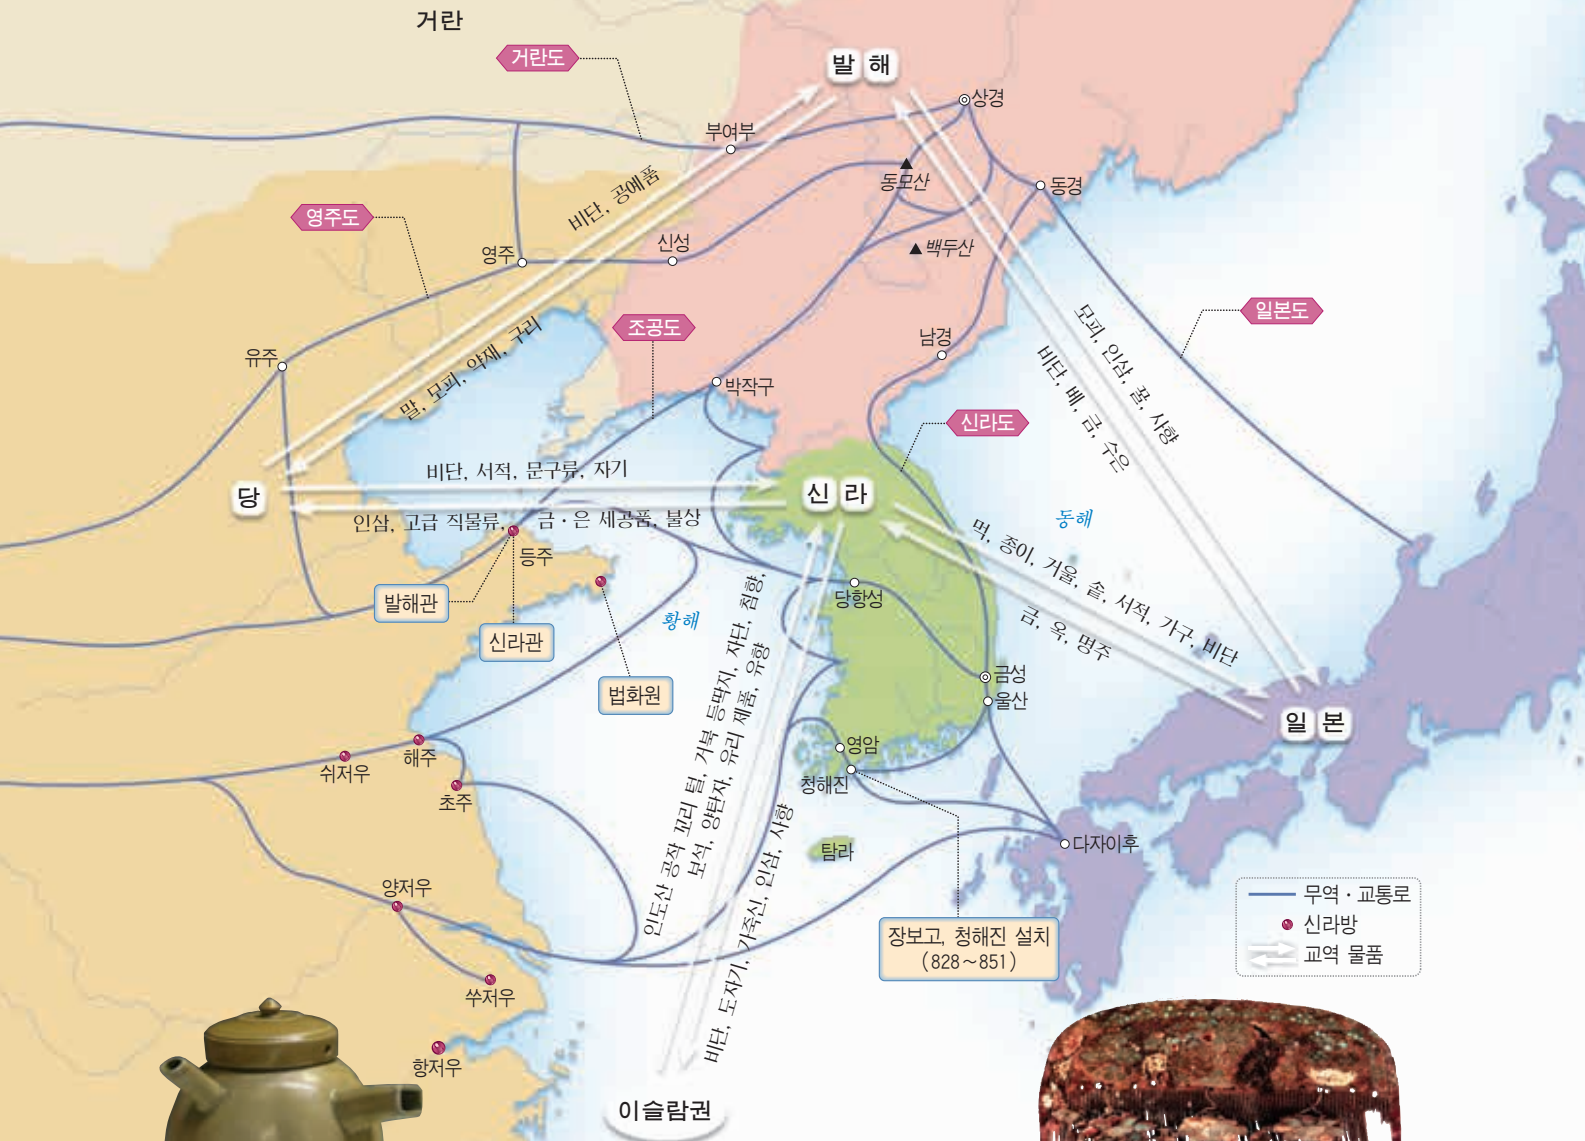 거란
거란도
발해
상경
부여부
동모산
동경
비단, 공예품
영주도
영주
신성
백두산
말, 모피, 약재, 구리
조공도
일본도
모피, 인삼, 꿀, 사향
비단, 베, 금, 수은
유주
남경
박작구
신라도
비단, 서적, 문구류, 자기
당
신라
인삼, 고급 직물류, 금·은 세공품, 불상
동해
먹, 종이, 거울, 솥, 서적, 가구, 비단
금, 옥, 명주
등주
발해관
신라관
법화원
황해
당항성
인도산 공작 꼬리 털, 거북 등딱지, 자단, 침향,
보석, 양탄자, 유리 제품, 유향
비단, 도자기, 가죽신, 인삼, 사향
금성
울산
일본
영암
청해진
해주
쉬저우
초주
탐라
다자이후
양저우
장보고, 청해진 설치
(828~851)
무역·교통로
신라방
교역 물품
쑤저우
항저우
이슬람권